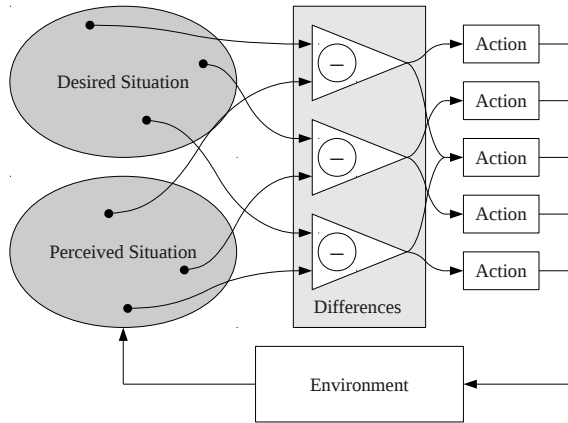 Desired Situation
Perceived Situation
−
−
−
Differences
Action
Action
Action
Action
Action
Environment